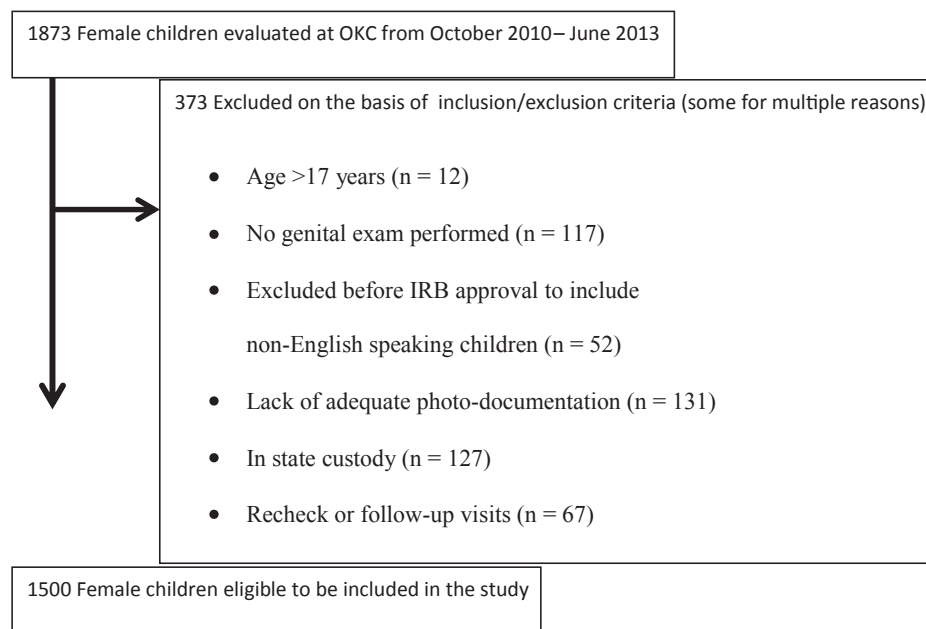 1873 Female children evaluated at OKC from October 2010– June 2013
373 Excluded on the basis of inclusion/exclusion criteria (some for multiple reasons)
• Age >17 years (n = 12)
• No genital exam performed (n = 117)
• Excluded before IRB approval to include
non-English speaking children (n = 52)
• Lack of adequate photo-documentation (n = 131)
• In state custody (n = 127)
• Recheck or follow-up visits (n = 67)
1500 Female children eligible to be included in the study